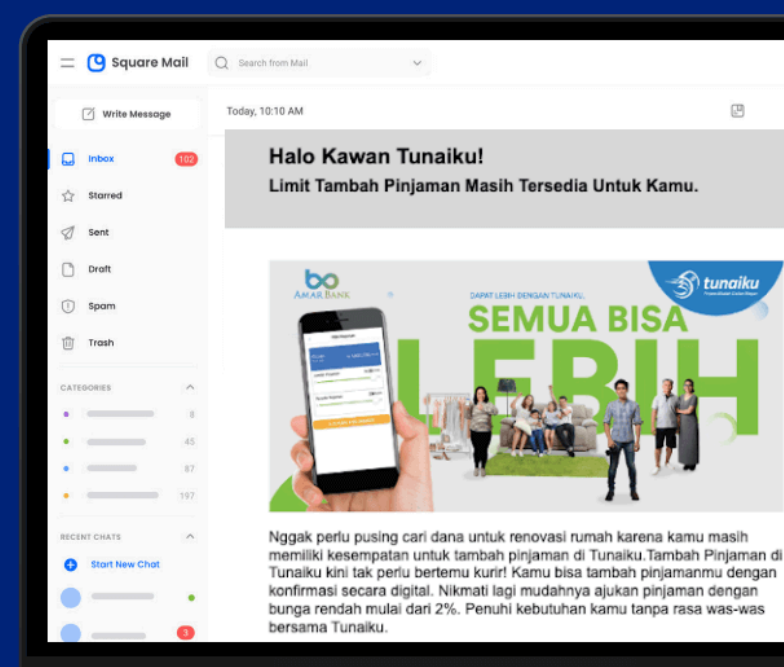 Square Mail
Search from Mail
Write Message
Today, 10:10 AM
Inbox 102
Starred
Sent
Draft
Spam
Trash
CATEGORIES
8
45
87
197
RECENT CHATS
Start New Chat
3
Halo Kawan Tunaiku!
Limit Tambah Pinjaman Masih Tersedia Untuk Kamu.
AMAR BANK
tunaiku
DAPAT LEBIH DENGAN TUNAIKU,
SEMUA BISA
LEBIH
Nggak perlu pusing cari dana untuk renovasi rumah karena kamu masih
memiliki kesempatan untuk tambah pinjaman di Tunaiku.Tambah Pinjaman di
Tunaiku kini tak perlu bertemu kurir! Kamu bisa tambah pinjamanmu dengan
konfirmasi secara digital. Nikmati lagi mudahnya ajukan pinjaman dengan
bunga rendah mulai dari 2%. Penuhi kebutuhan kamu tanpa rasa was-was
bersama Tunaiku.